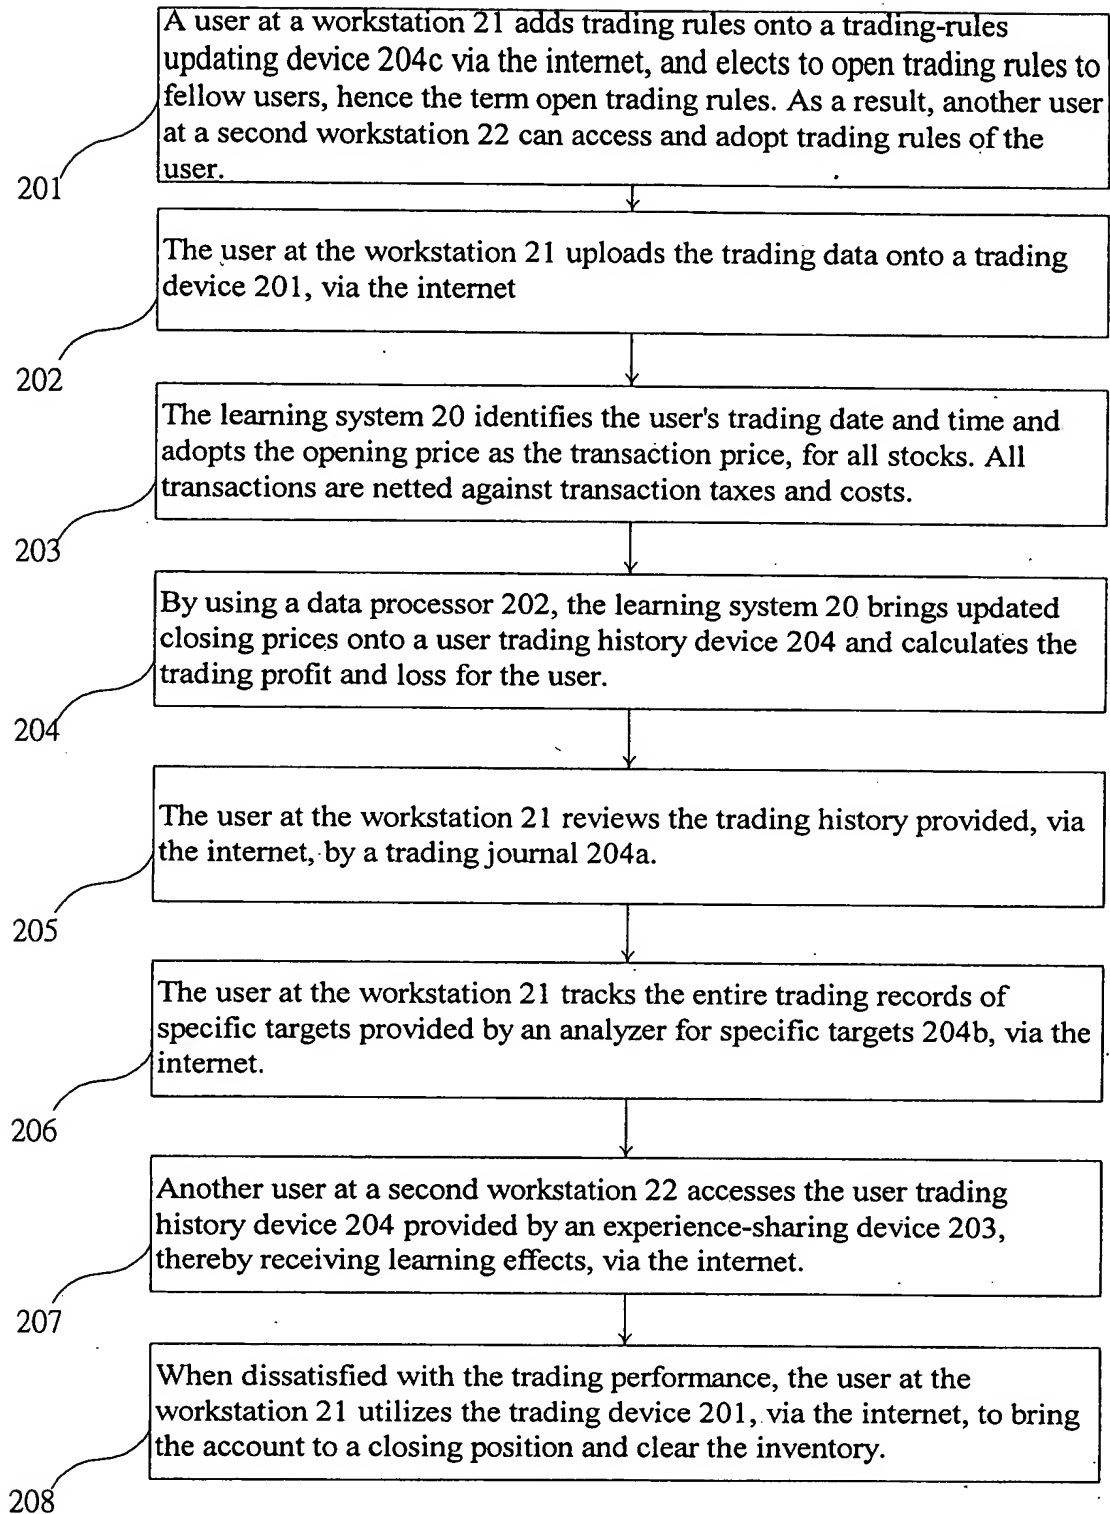 A user at a workstation 21 adds trading rules onto a trading-rules
updating device 204c via the internet, and elects to open trading rules to
fellow users, hence the term open trading rules. As a result, another user
at a second workstation 22 can access and adopt trading rules of the
user.
201
The user at the workstation 21 uploads the trading data onto a trading
device 201, via the internet
202
The learning system 20 identifies the user's trading date and time and
adopts the opening price as the transaction price, for all stocks. All
transactions are netted against transaction taxes and costs.
203
By using a data processor 202, the learning system 20 brings updated
closing prices onto a user trading history device 204 and calculates the
trading profit and loss for the user.
204
The user at the workstation 21 reviews the trading history provided, via
the internet, by a trading journal 204a.
205
The user at the workstation 21 tracks the entire trading records of
specific targets provided by an analyzer for specific targets 204b, via the
internet.
206
Another user at a second workstation 22 accesses the user trading
history device 204 provided by an experience-sharing device 203,
thereby receiving learning effects, via the internet.
207
When dissatisfied with the trading performance, the user at the
workstation 21 utilizes the trading device 201, via the internet, to bring
the account to a closing position and clear the inventory.
208